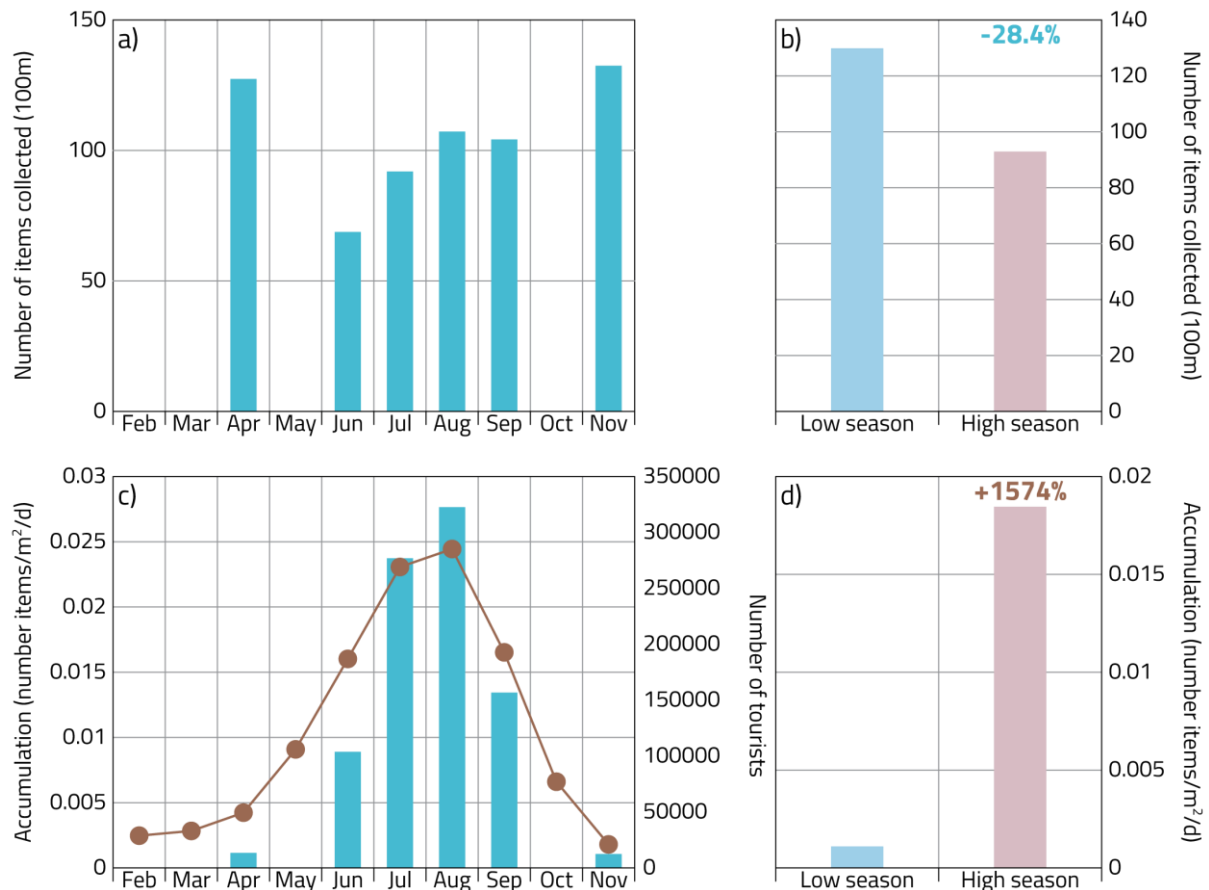 a)
Number of items collected (100m)
150
100
50
0
Feb Mar Apr May Jun Jul Aug Sep Oct Nov
b)
-28.4%
140
120
100
80
60
40
20
0
Number of items collected (100m)
Low season High season
c)
Accumulation (number items/m²/d)
0.03
0.025
0.02
0.015
0.01
0.005
0
350000
300000
250000
200000
150000
100000
50000
0
Number of tourists
Feb Mar Apr May Jun Jul Aug Sep Oct Nov
d)
+1574%
0.02
0.015
0.01
0.005
0
Accumulation (number items/m²/d)
Low season High season